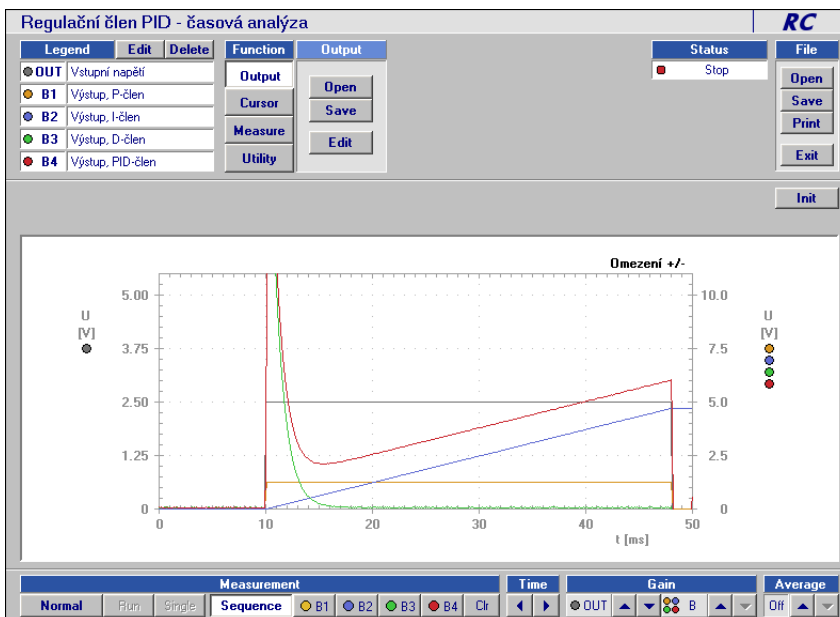 Regulační člen PID - časová analýza
RC
Legend Edit Delete
OUT Vstupní napětí
B1 Výstup, P-člen
B2 Výstup, I-člen
B3 Výstup, D-člen
B4 Výstup, PID-člen
Function
Output
Cursor
Measure
Utility
Output
Open
Save
Edit
Status
Stop
File
Open
Save
Print
Exit
Init
Omezení +/-
U
[V]
5.00
3.75
2.50
1.25
0
U
[V]
10.0
7.5
5.0
2.5
0
0 10 20 30 40 50
t [ms]
Measurement
Normal Run Single Sequence B1 B2 B3 B4 Clr
Time
Gain
OUT B
Average
Off